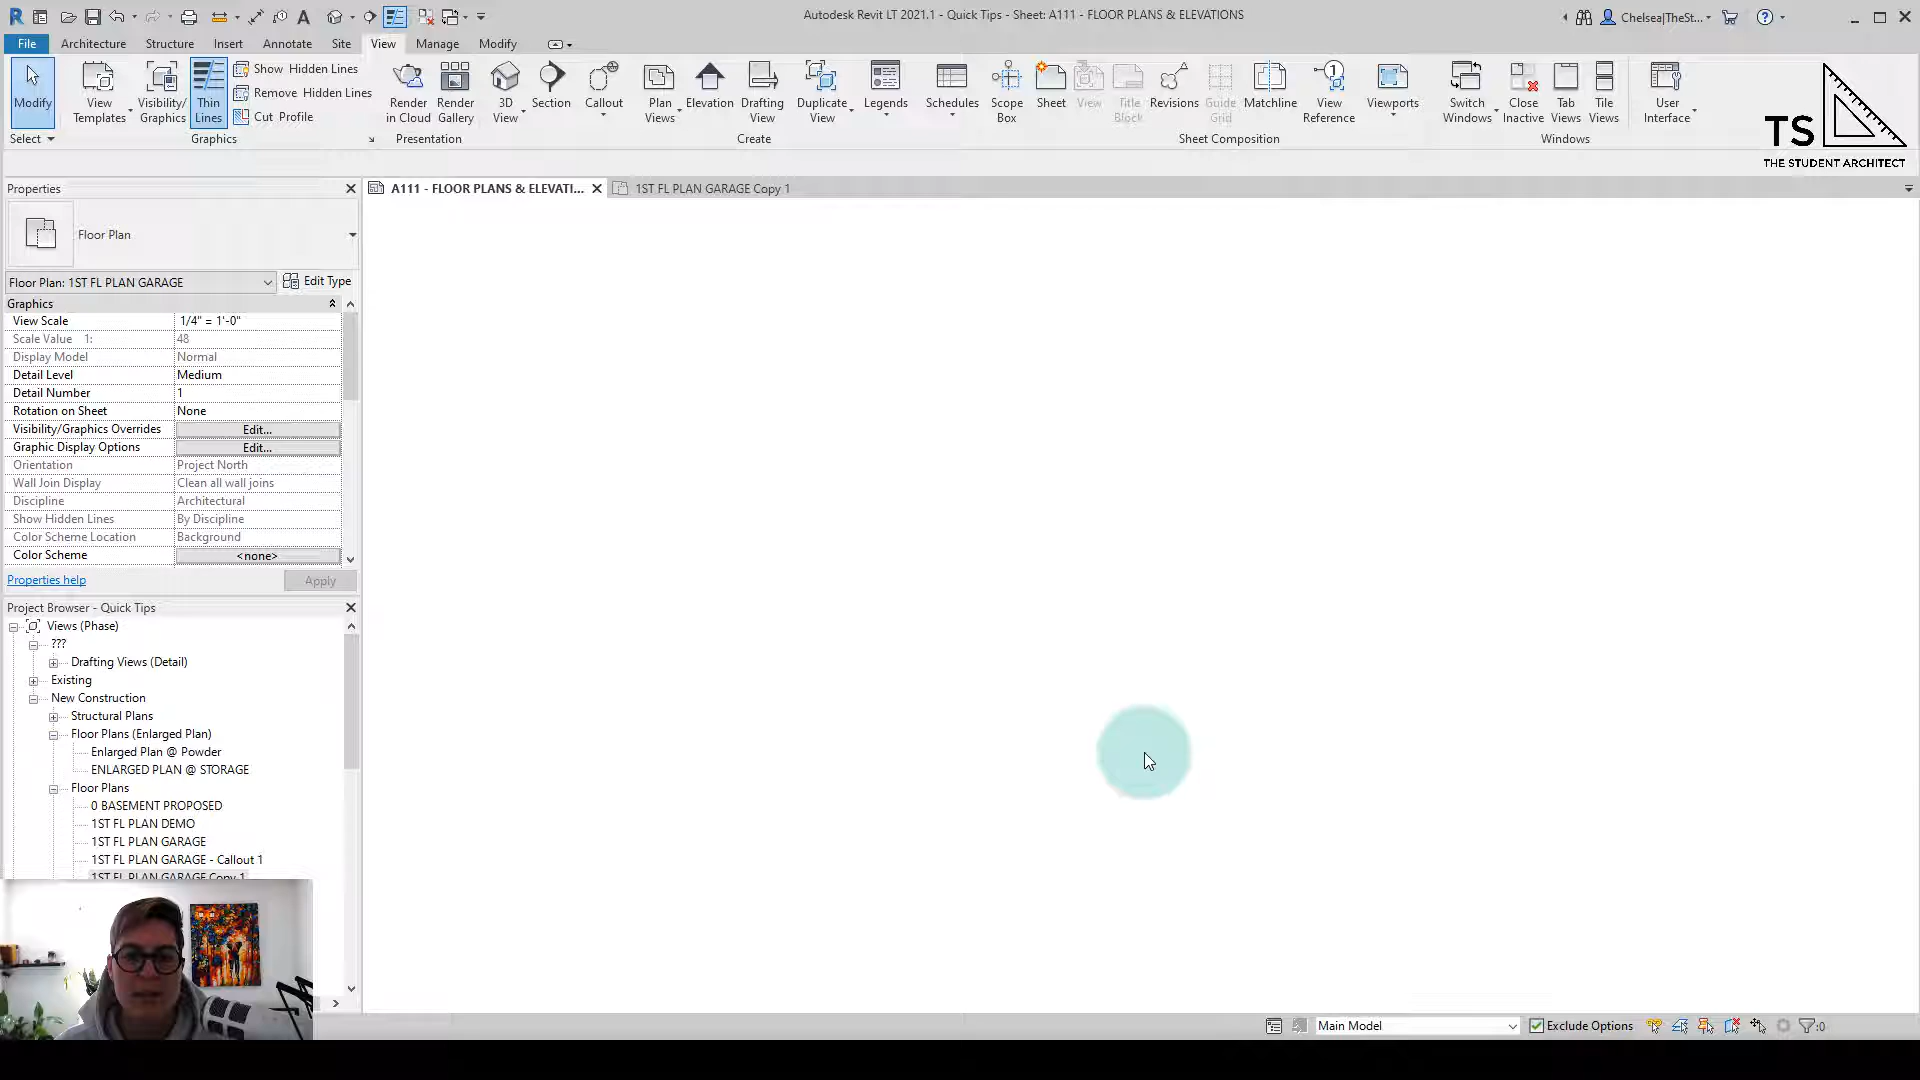 Autodesk Revit LT 2021.1 - Quick Tips - Sheet: A111 - FLOOR PLANS & ELEVATIONS
Chelsea|TheSt...
File Architecture Structure Insert Annotate Site View Manage Modify
Modify
View Templates
Visibility/ Graphics
Thin Lines
Show Hidden Lines
Remove Hidden Lines
Cut Profile
Render in Cloud
Render Gallery
3D View
Section
Callout
Plan Views
Elevation
Drafting View
Duplicate View
Legends
Schedules
Scope Box
Sheet
View
Title Block
Revisions
Guide Grid
Matchline
View Reference
Viewports
Switch Windows
Close Inactive
Tab Views
Tile Views
User Interface
Select Graphics Presentation Create Sheet Composition Windows
TS
THE STUDENT ARCHITECT
Properties
A111 - FLOOR PLANS & ELEVATI...
1ST FL PLAN GARAGE Copy 1
Floor Plan
Floor Plan: 1ST FL PLAN GARAGE
Edit Type
Graphics
View Scale 1/4" = 1'-0"
Scale Value 1: 48
Display Model Normal
Detail Level Medium
Detail Number 1
Rotation on Sheet None
Visibility/Graphics Overrides Edit...
Graphic Display Options Edit...
Orientation Project North
Wall Join Display Clean all wall joins
Discipline Architectural
Show Hidden Lines By Discipline
Color Scheme Location Background
Color Scheme <none>
Properties help
Apply
Project Browser - Quick Tips
Views (Phase)
???
Drafting Views (Detail)
Existing
New Construction
Structural Plans
Floor Plans (Enlarged Plan)
Enlarged Plan @ Powder
ENLARGED PLAN @ STORAGE
Floor Plans
0 BASEMENT PROPOSED
1ST FL PLAN DEMO
1ST FL PLAN GARAGE
1ST FL PLAN GARAGE - Callout 1
1ST FL PLAN GARAGE Copy 1
Main Model
Exclude Options
:0